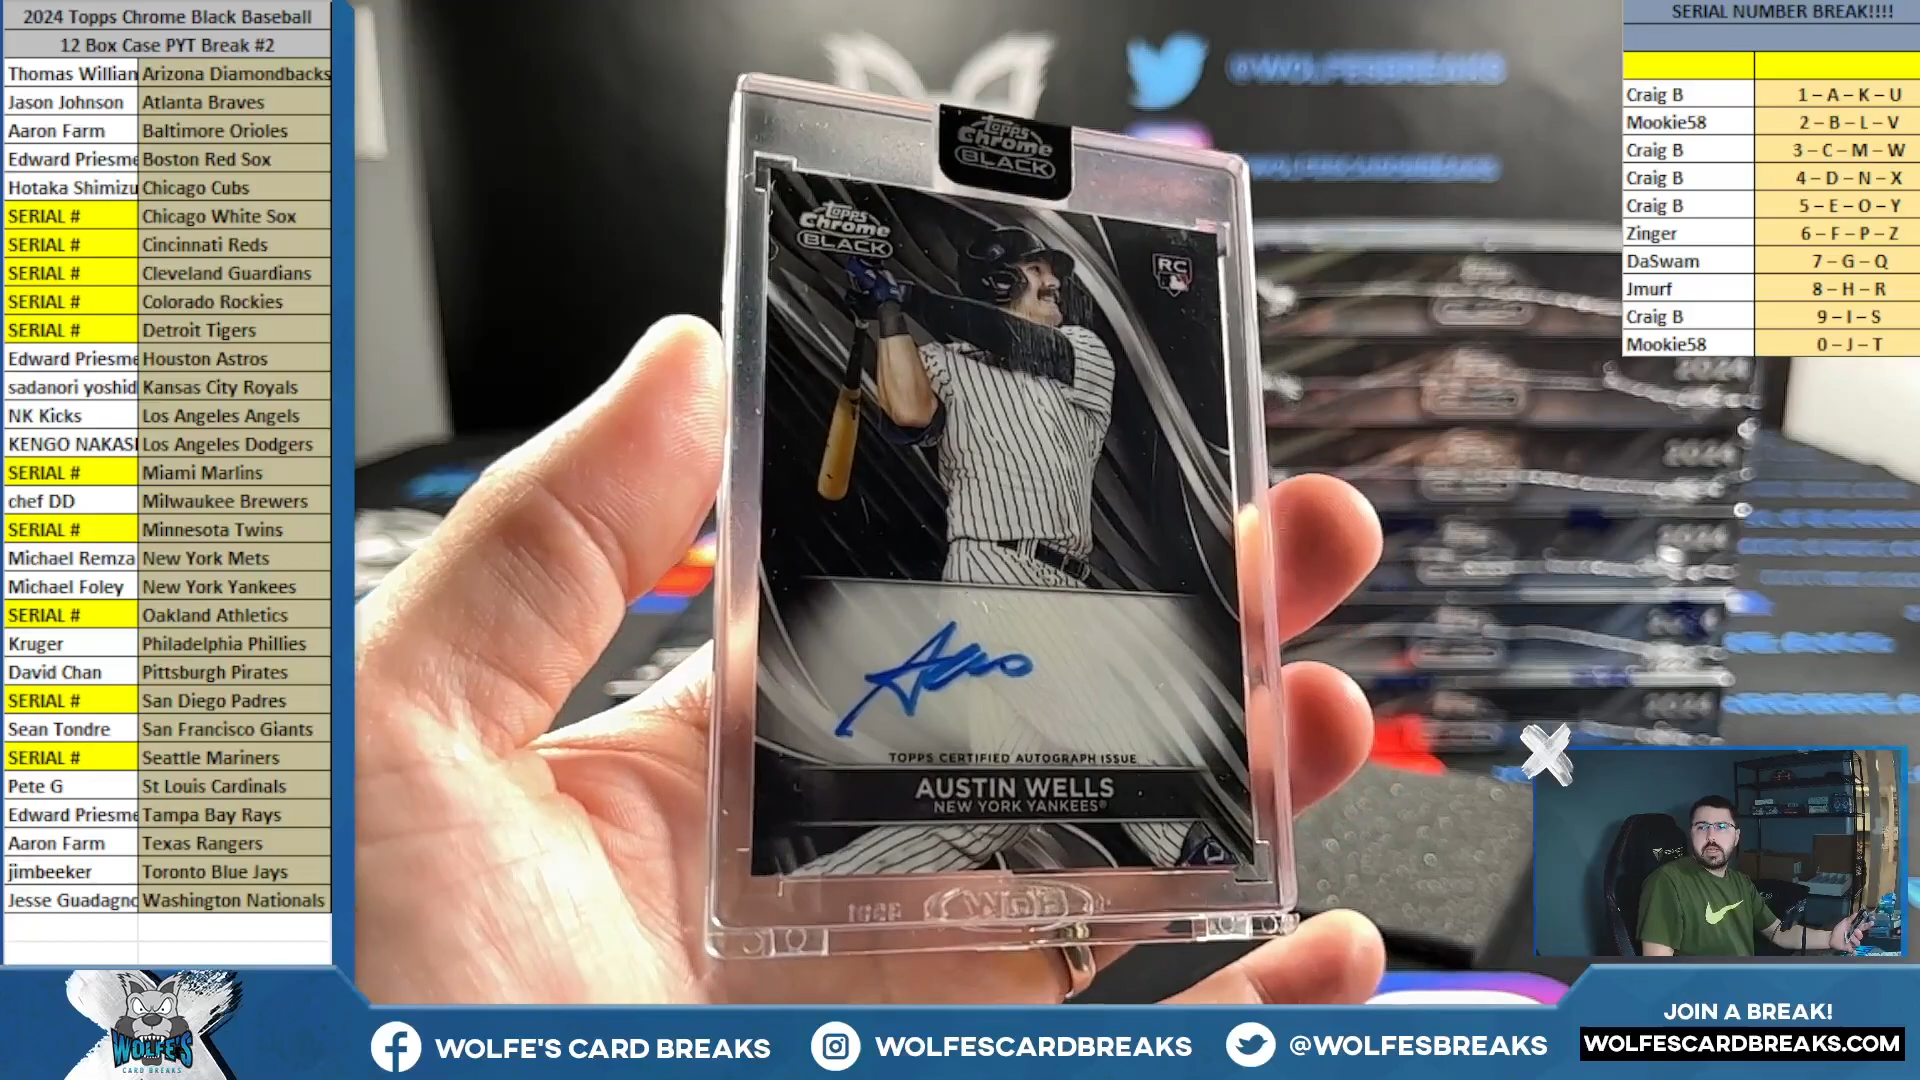 2024 Topps Chrome Black Baseball
12 Box Case PYT Break #2
Thomas Willian Arizona Diamondbacks
Jason Johnson Atlanta Braves
Aaron Farm Baltimore Orioles
Edward Priesme Boston Red Sox
Hotaka Shimizu Chicago Cubs
SERIAL # Chicago White Sox
SERIAL # Cincinnati Reds
SERIAL # Cleveland Guardians
SERIAL # Colorado Rockies
SERIAL # Detroit Tigers
Edward Priesme Houston Astros
sadanori yoshid Kansas City Royals
NK Kicks Los Angeles Angels
KENGO NAKASI Los Angeles Dodgers
SERIAL # Miami Marlins
chef DD Milwaukee Brewers
SERIAL # Minnesota Twins
Michael Remza New York Mets
Michael Foley New York Yankees
SERIAL # Oakland Athletics
Kruger Philadelphia Phillies
David Chan Pittsburgh Pirates
SERIAL # San Diego Padres
Sean Tondre San Francisco Giants
SERIAL # Seattle Mariners
Pete G St Louis Cardinals
Edward Priesme Tampa Bay Rays
Aaron Farm Texas Rangers
jimbeeker Toronto Blue Jays
Jesse Guadagno Washington Nationals
@WOLFESBREAKS
Topps
Chrome
BLACK
Topps
Chrome
BLACK
RC
TOPPS CERTIFIED AUTOGRAPH ISSUE
AUSTIN WELLS
NEW YORK YANKEES®
2024
2024
2024
SERIAL NUMBER BREAK!!!!
Craig B 1 – A – K – U
Mookie58 2 – B – L – V
Craig B 3 – C – M – W
Craig B 4 – D – N – X
Craig B 5 – E – O – Y
Zinger 6 – F – P – Z
DaSwam 7 – G – Q
Jmurf 8 – H – R
Craig B 9 – I – S
Mookie58 0 – J – T
WOLFE'S
CARD BREAKS
WOLFE'S CARD BREAKS
WOLFESCARDBREAKS
@WOLFESBREAKS
JOIN A BREAK!
WOLFESCARDBREAKS.COM